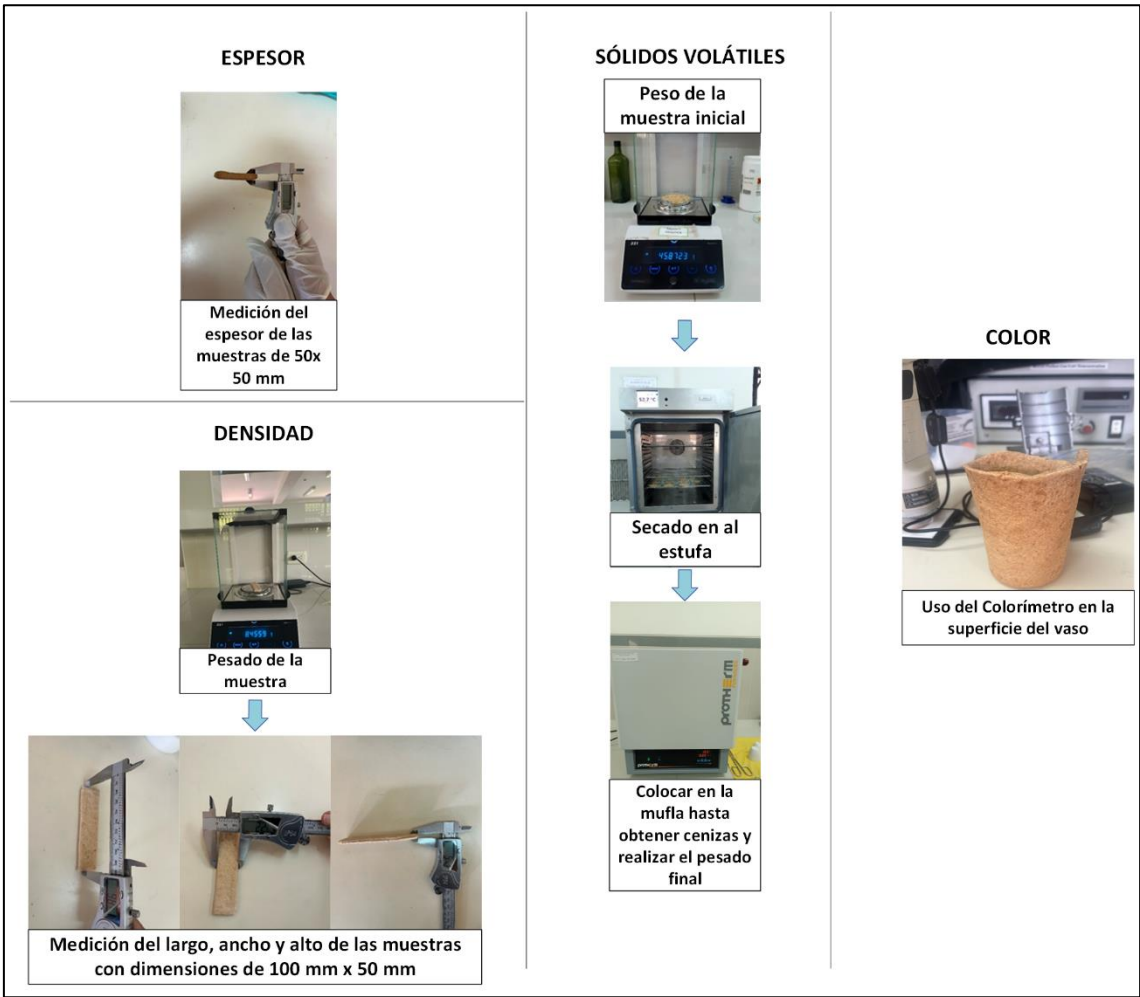 ESPESOR
Medición del
espesor de las
muestras de 50x
50 mm
DENSIDAD
Pesado de la
muestra
Medición del largo, ancho y alto de las muestras
con dimensiones de 100 mm x 50 mm
SÓLIDOS VOLÁTILES
Peso de la
muestra inicial
Secado en al
estufa
protherm
Colocar en la
mufla hasta
obtener cenizas y
realizar el pesado
final
COLOR
Uso del Colorímetro en la
superficie del vaso